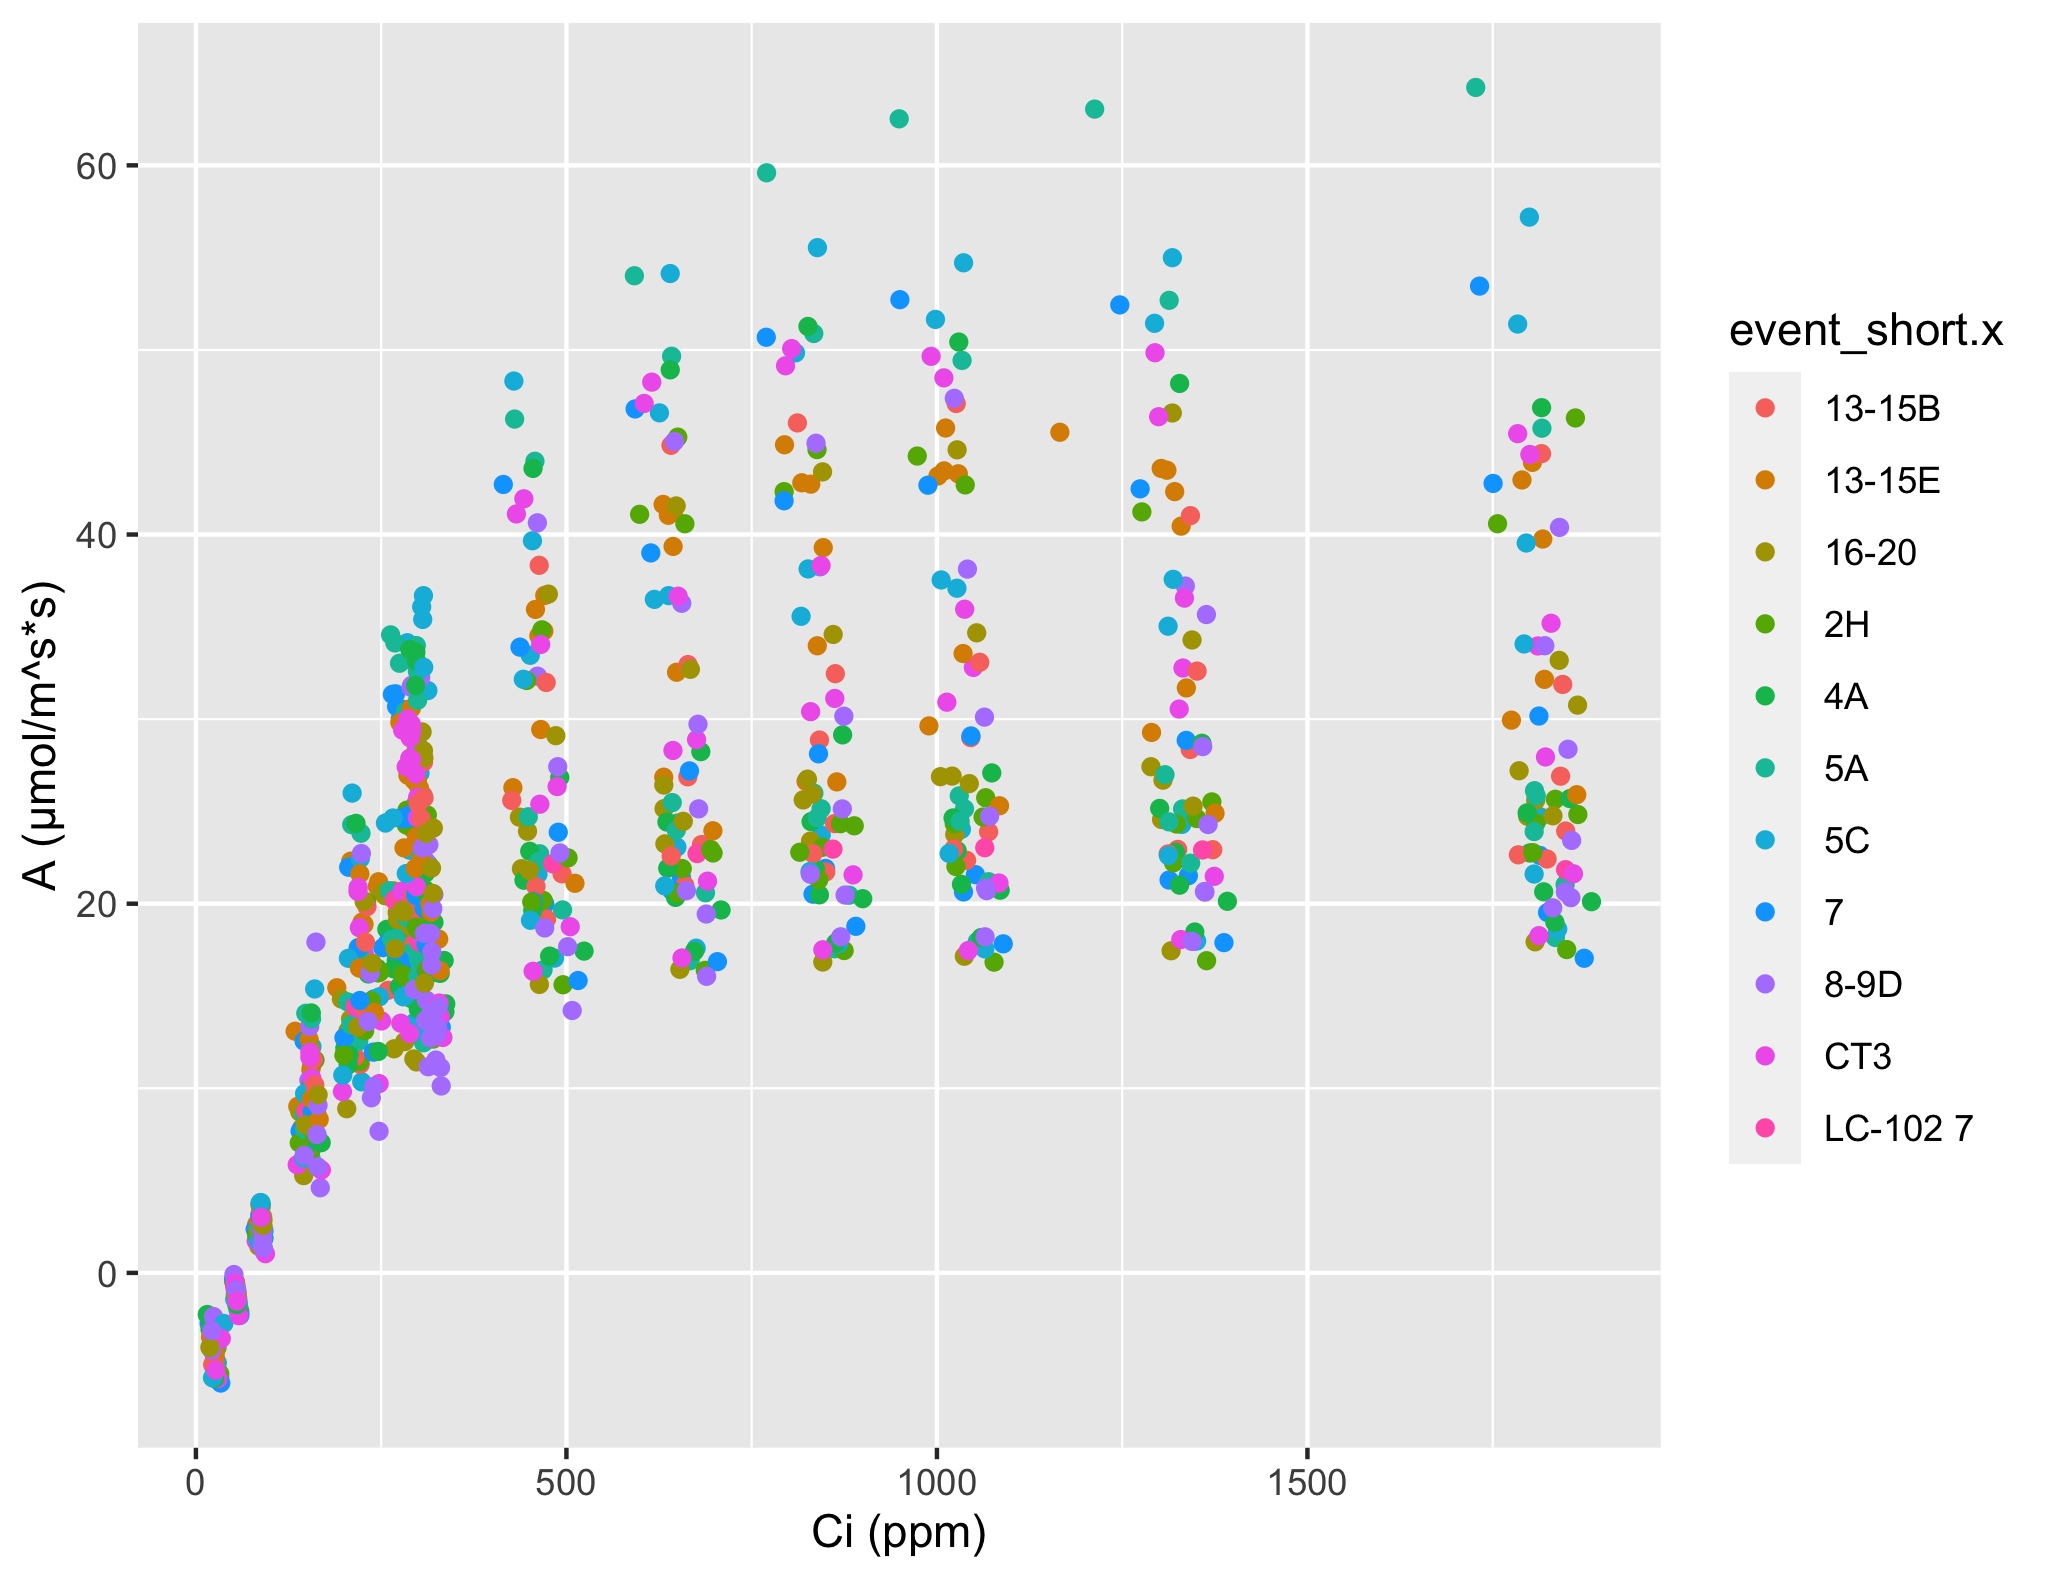 60
40
20
0
A (μmol/m^s*s)
0
500
1000
1500
Ci (ppm)
event_short.x
13-15B
13-15E
16-20
2H
4A
5A
5C
7
8-9D
CT3
LC-102 7